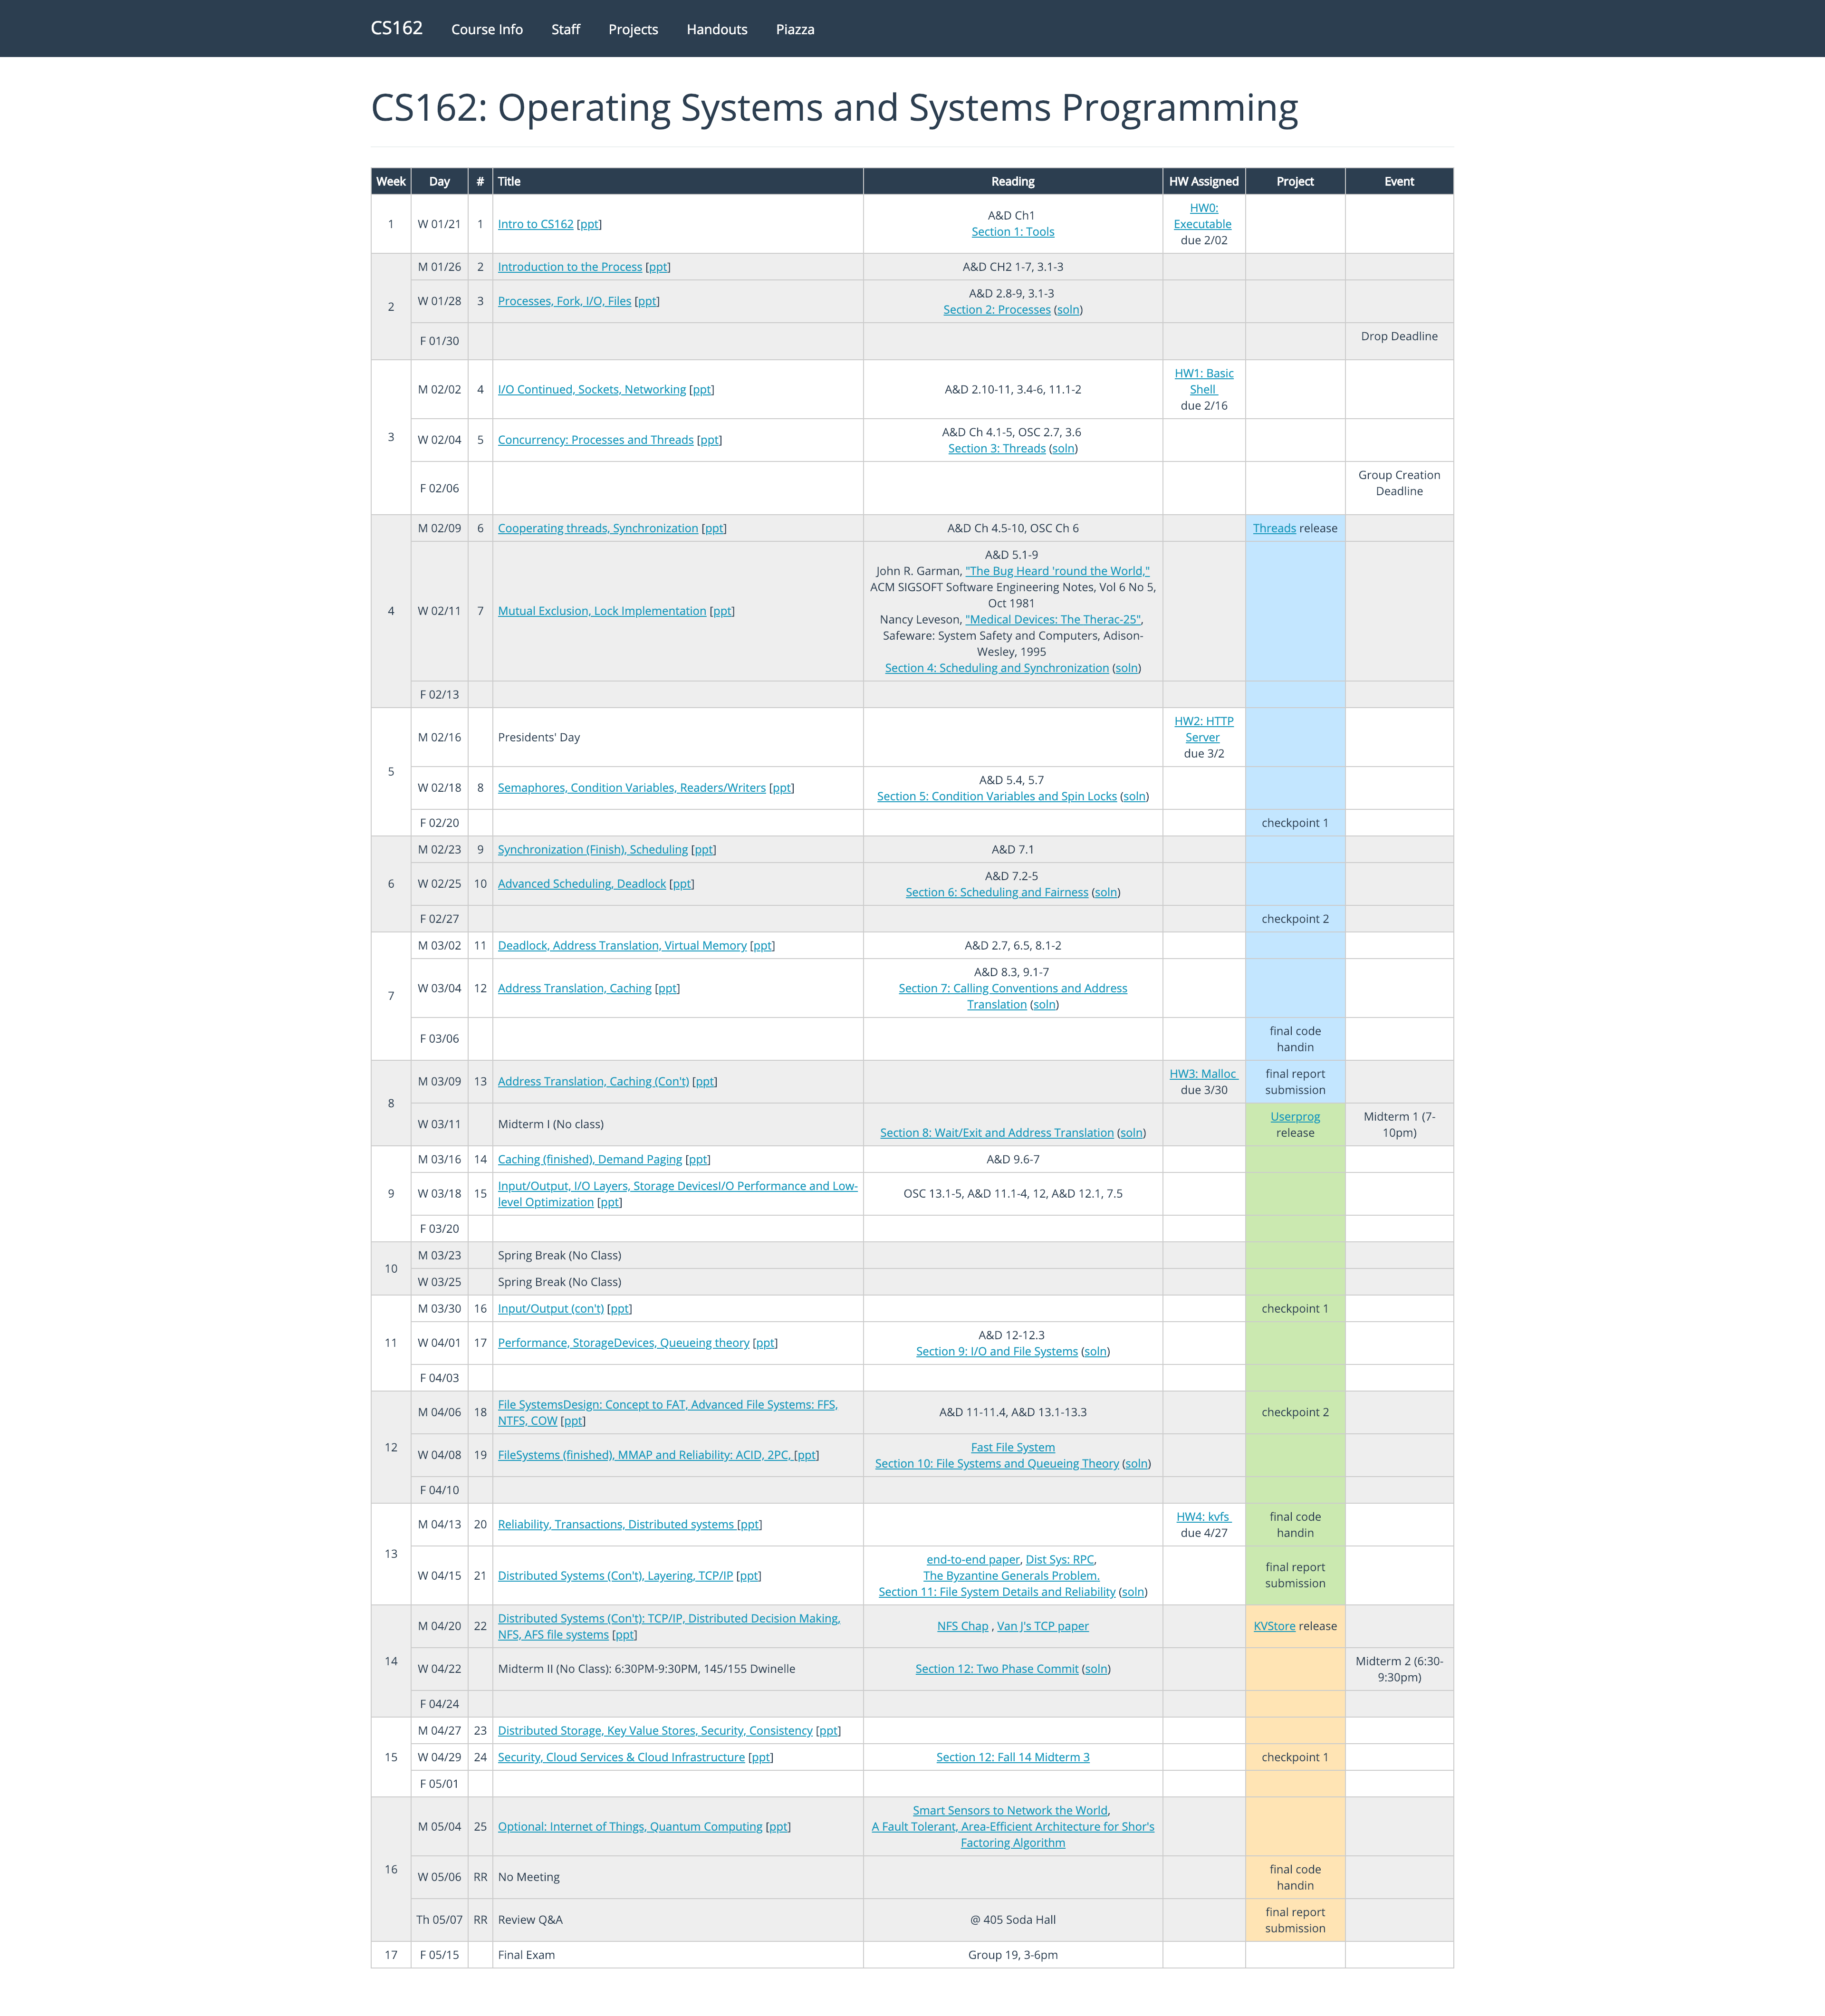 CS162 Course Info Staff Projects Handouts Piazza
CS162: Operating Systems and Systems Programming
Week Day # Title Reading HW Assigned Project Event
1 W 01/21 1 Intro to CS162 [ppt] A&D Ch1
Section 1: Tools
HW0:
Executable
due 2/02
2 M 01/26 2 Introduction to the Process [ppt] A&D CH2 1-7, 3.1-3
W 01/28 3 Processes, Fork, I/O, Files [ppt] A&D 2.8-9, 3.1-3
Section 2: Processes (soln)
F 01/30 Drop Deadline
3 M 02/02 4 I/O Continued, Sockets, Networking [ppt] A&D 2.10-11, 3.4-6, 11.1-2 HW1: Basic
Shell
due 2/16
W 02/04 5 Concurrency: Processes and Threads [ppt] A&D Ch 4.1-5, OSC 2.7, 3.6
Section 3: Threads (soln)
F 02/06 Group Creation
Deadline
4 M 02/09 6 Cooperating threads, Synchronization [ppt] A&D Ch 4.5-10, OSC Ch 6 Threads release
W 02/11 7 Mutual Exclusion, Lock Implementation [ppt] A&D 5.1-9
John R. Garman, "The Bug Heard 'round the World,"
ACM SIGSOFT Software Engineering Notes, Vol 6 No 5,
Oct 1981
Nancy Leveson, "Medical Devices: The Therac-25",
Safeware: System Safety and Computers, Adison-
Wesley, 1995
Section 4: Scheduling and Synchronization (soln)
F 02/13
5 M 02/16 Presidents' Day HW2: HTTP
Server
due 3/2
W 02/18 8 Semaphores, Condition Variables, Readers/Writers [ppt] A&D 5.4, 5.7
Section 5: Condition Variables and Spin Locks (soln)
F 02/20 checkpoint 1
6 M 02/23 9 Synchronization (Finish), Scheduling [ppt] A&D 7.1
W 02/25 10 Advanced Scheduling, Deadlock [ppt] A&D 7.2-5
Section 6: Scheduling and Fairness (soln)
F 02/27 checkpoint 2
7 M 03/02 11 Deadlock, Address Translation, Virtual Memory [ppt] A&D 2.7, 6.5, 8.1-2
W 03/04 12 Address Translation, Caching [ppt] A&D 8.3, 9.1-7
Section 7: Calling Conventions and Address
Translation (soln)
F 03/06 final code
handin
8 M 03/09 13 Address Translation, Caching (Con't) [ppt] HW3: Malloc
due 3/30
final report
submission
W 03/11 Midterm I (No class) Section 8: Wait/Exit and Address Translation (soln) Userprog
release
Midterm 1 (7-
10pm)
9 M 03/16 14 Caching (finished), Demand Paging [ppt] A&D 9.6-7
W 03/18 15 Input/Output, I/O Layers, Storage DevicesI/O Performance and Low-
level Optimization [ppt]
OSC 13.1-5, A&D 11.1-4, 12, A&D 12.1, 7.5
F 03/20
10 M 03/23 Spring Break (No Class)
W 03/25 Spring Break (No Class)
11 M 03/30 16 Input/Output (con't) [ppt] checkpoint 1
W 04/01 17 Performance, StorageDevices, Queueing theory [ppt] A&D 12-12.3
Section 9: I/O and File Systems (soln)
F 04/03
12 M 04/06 18 File SystemsDesign: Concept to FAT, Advanced File Systems: FFS,
NTFS, COW [ppt]
A&D 11-11.4, A&D 13.1-13.3 checkpoint 2
W 04/08 19 FileSystems (finished), MMAP and Reliability: ACID, 2PC, [ppt] Fast File System
Section 10: File Systems and Queueing Theory (soln)
F 04/10
13 M 04/13 20 Reliability, Transactions, Distributed systems [ppt] HW4: kvfs
due 4/27
final code
handin
W 04/15 21 Distributed Systems (Con't), Layering, TCP/IP [ppt] end-to-end paper, Dist Sys: RPC,
The Byzantine Generals Problem.
Section 11: File System Details and Reliability (soln)
final report
submission
14 M 04/20 22 Distributed Systems (Con't): TCP/IP, Distributed Decision Making,
NFS, AFS file systems [ppt]
NFS Chap , Van J's TCP paper KVStore release
W 04/22 Midterm II (No Class): 6:30PM-9:30PM, 145/155 Dwinelle Section 12: Two Phase Commit (soln) Midterm 2 (6:30-
9:30pm)
F 04/24
15 M 04/27 23 Distributed Storage, Key Value Stores, Security, Consistency [ppt]
W 04/29 24 Security, Cloud Services & Cloud Infrastructure [ppt] Section 12: Fall 14 Midterm 3 checkpoint 1
F 05/01
16 M 05/04 25 Optional: Internet of Things, Quantum Computing [ppt] Smart Sensors to Network the World,
A Fault Tolerant, Area-Efficient Architecture for Shor's
Factoring Algorithm
W 05/06 RR No Meeting final code
handin
Th 05/07 RR Review Q&A @ 405 Soda Hall final report
submission
17 F 05/15 Final Exam Group 19, 3-6pm